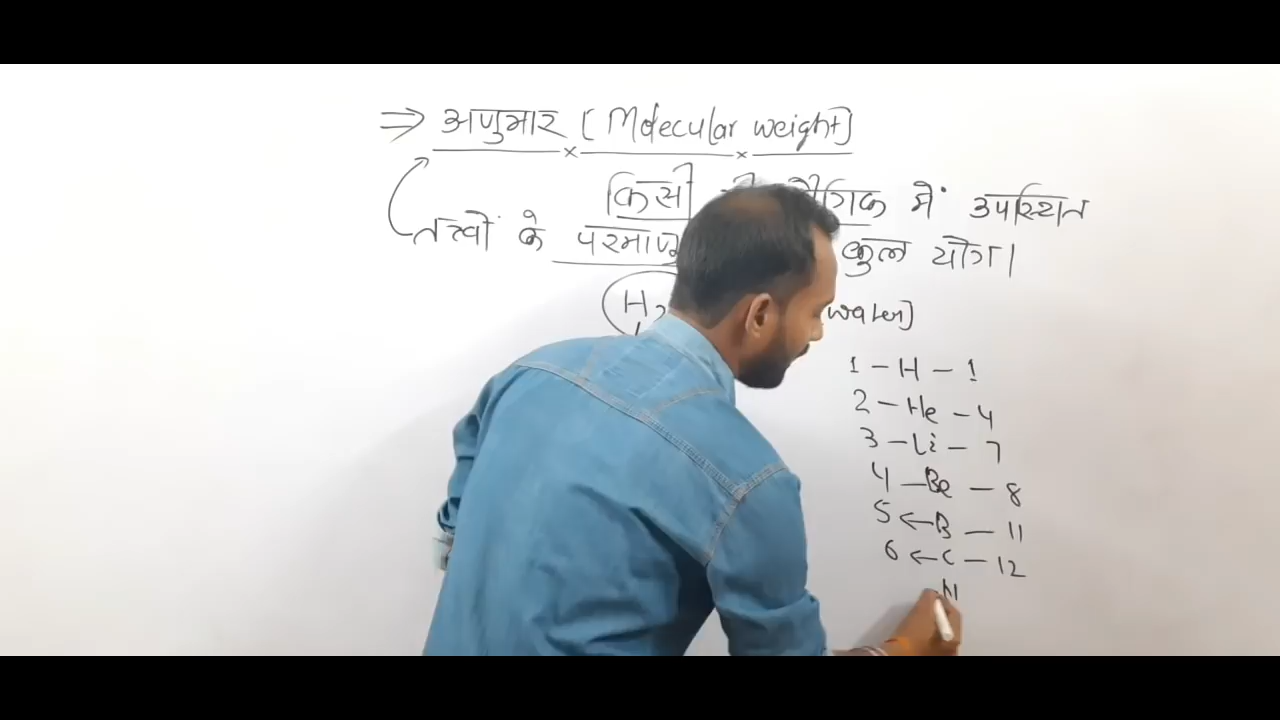 ⇒ अणुभार [Molecular weight]
किसी यौगिक में उपस्थित
तत्वों के परमाणु कुल योग।
H2 water]
1 – H – 1
2 – He – 4
3 – Li – 7
4 – Be – 8
5 ← B – 11
6 ← C – 12
N